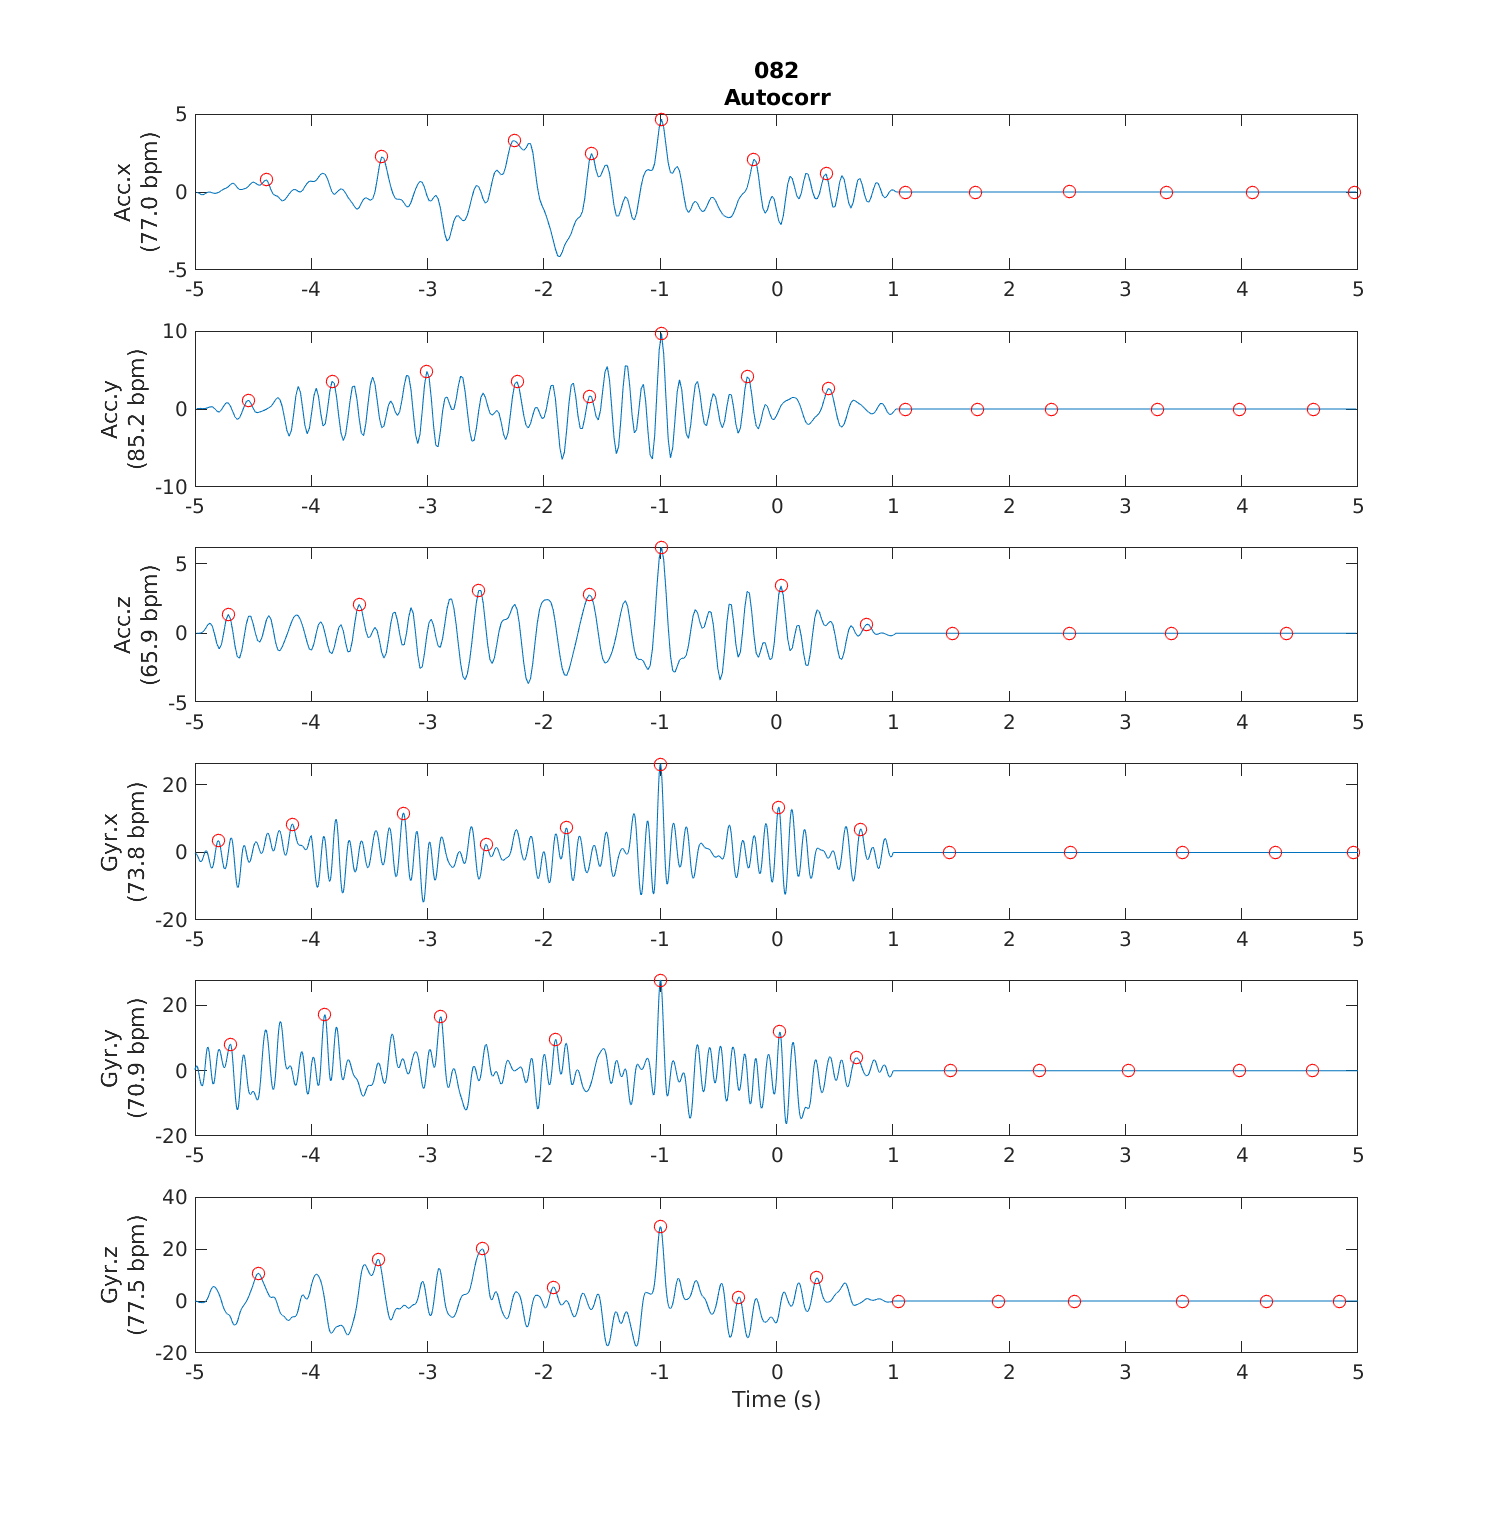 082
Autocorr
Acc.x
(77.0 bpm)
5
0
-5
-5 -4 -3 -2 -1 0 1 2 3 4 5
Acc.y
(85.2 bpm)
10
0
-10
-5 -4 -3 -2 -1 0 1 2 3 4 5
Acc.z
(65.9 bpm)
5
0
-5
-5 -4 -3 -2 -1 0 1 2 3 4 5
Gyr.x
(73.8 bpm)
20
0
-20
-5 -4 -3 -2 -1 0 1 2 3 4 5
Gyr.y
(70.9 bpm)
20
0
-20
-5 -4 -3 -2 -1 0 1 2 3 4 5
Gyr.z
(77.5 bpm)
40
20
0
-20
-5 -4 -3 -2 -1 0 1 2 3 4 5
Time (s)